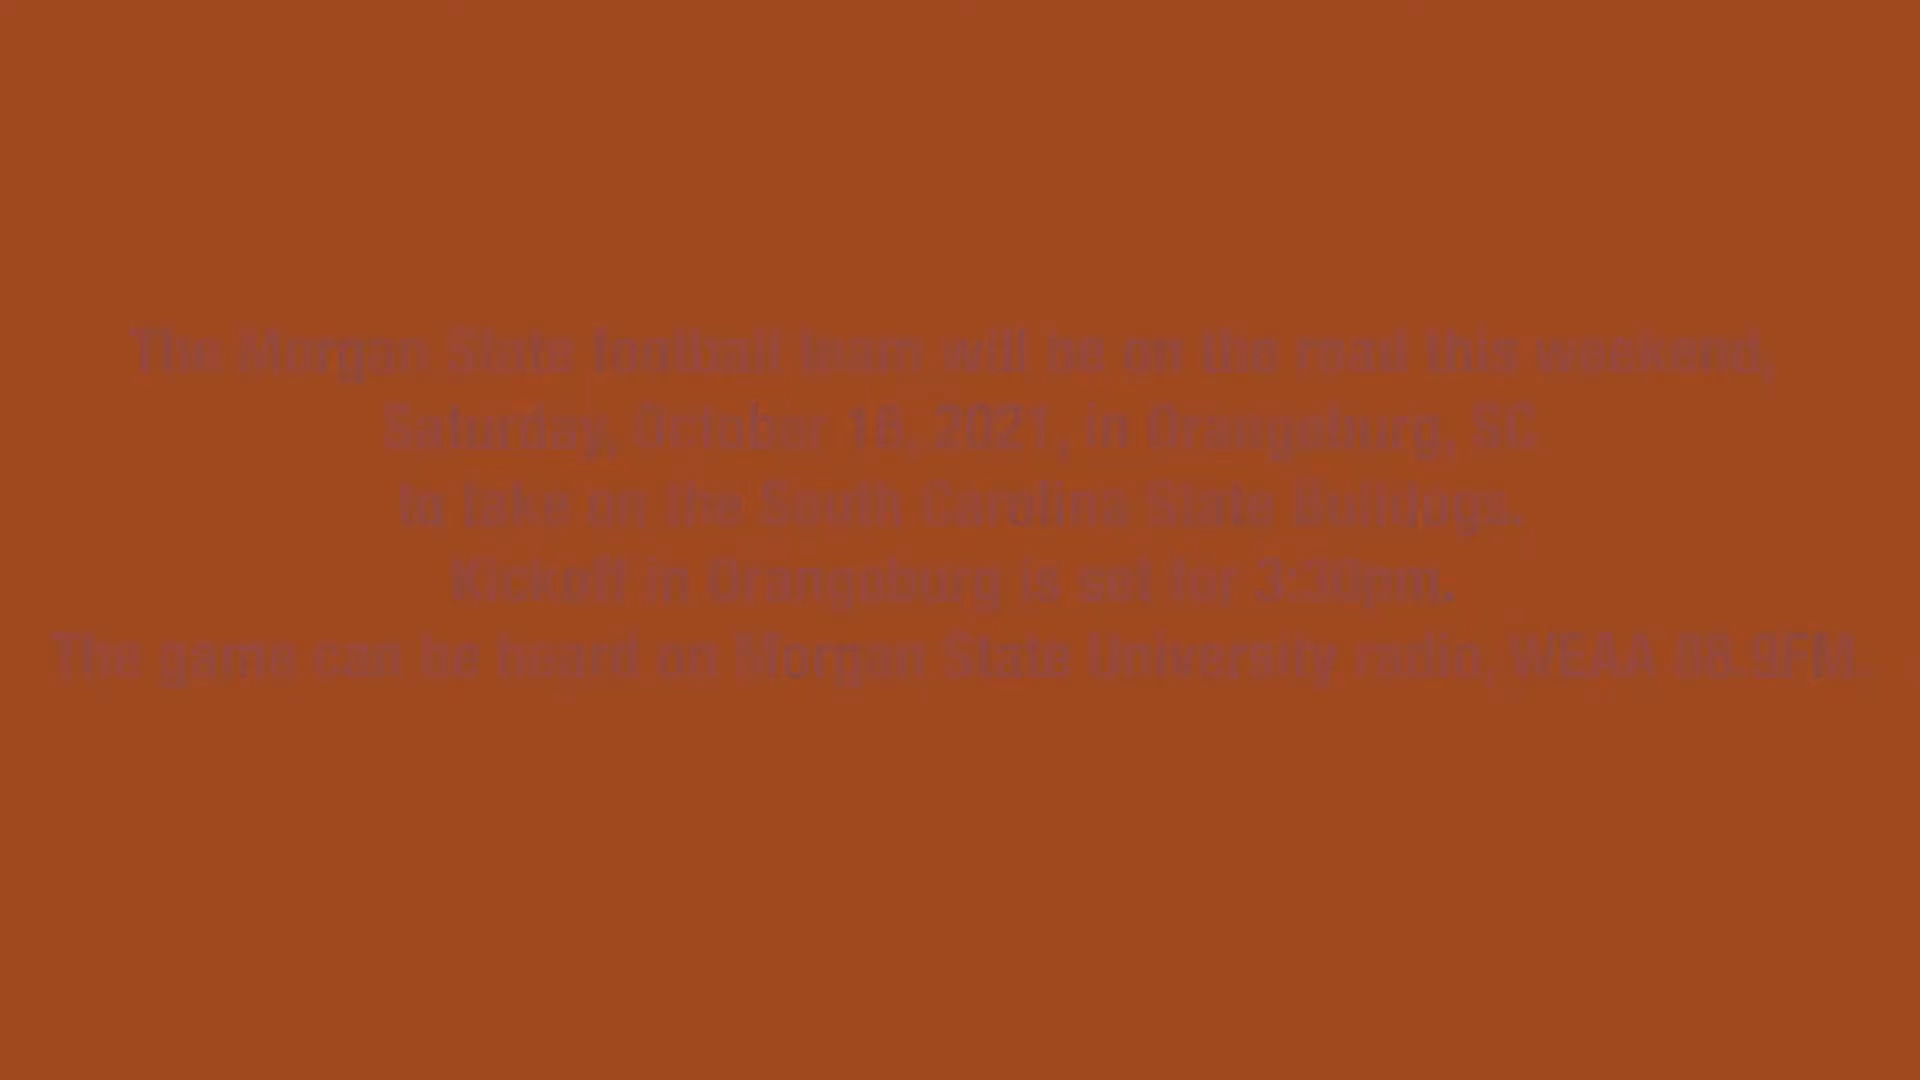 The Morgan State football team will be on the road this weekend,
Saturday, October 16, 2021, in Orangeburg, SC
to take on the South Carolina State Bulldogs.
Kickoff in Orangeburg is set for 3:30pm.
The game can be heard on Morgan State University radio, WEAA 88.9FM.